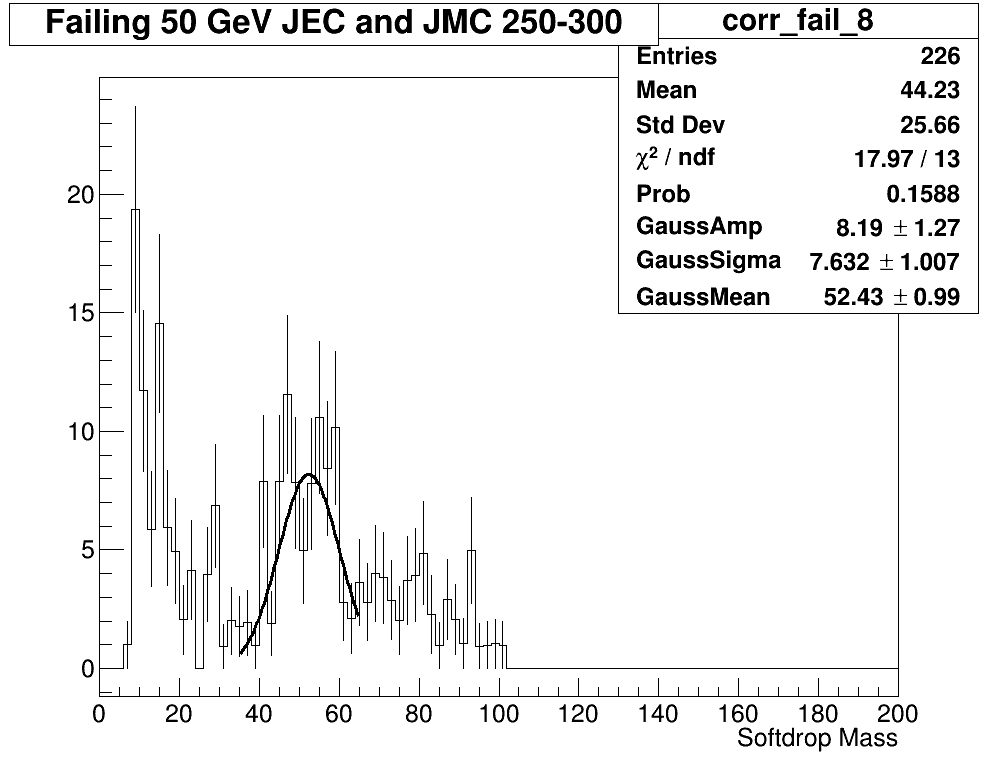 Failing 50 GeV JEC and JMC 250-300
corr_fail_8
Entries 226
Mean 44.23
Std Dev 25.66
χ² / ndf 17.97 / 13
Prob 0.1588
GaussAmp 8.19 ± 1.27
GaussSigma 7.632 ± 1.007
GaussMean 52.43 ± 0.99
20
15
10
5
0
0 20 40 60 80 100 120 140 160 180 200
Softdrop Mass